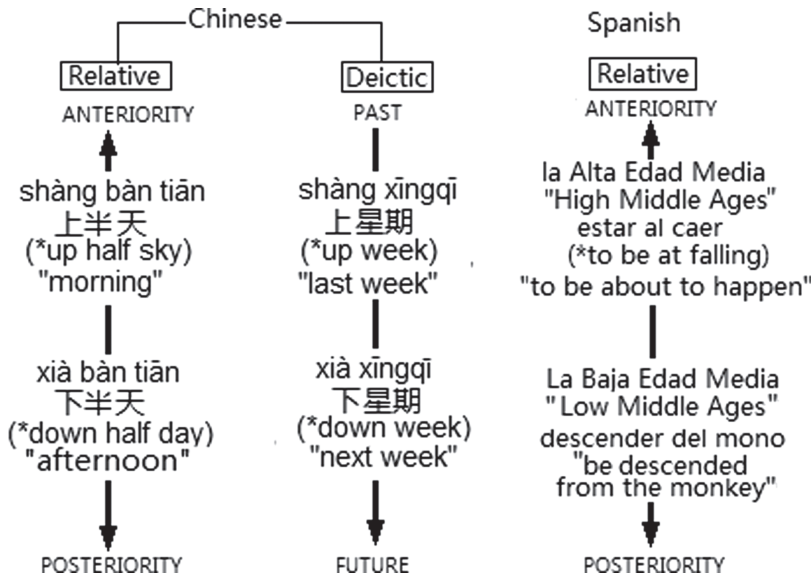 Chinese
Relative
ANTERIORITY
shàng bàn tiān
上半天
(*up half sky)
"morning"
xià bàn tiān
下半天
(*down half day)
"afternoon"
POSTERIORITY
Deictic
PAST
shàng xīngqī
上星期
(*up week)
"last week"
xià xīngqī
下星期
(*down week)
"next week"
FUTURE
Spanish
Relative
ANTERIORITY
la Alta Edad Media
"High Middle Ages"
estar al caer
(*to be at falling)
"to be about to happen"
La Baja Edad Media
"Low Middle Ages"
descender del mono
"be descended
from the monkey"
POSTERIORITY